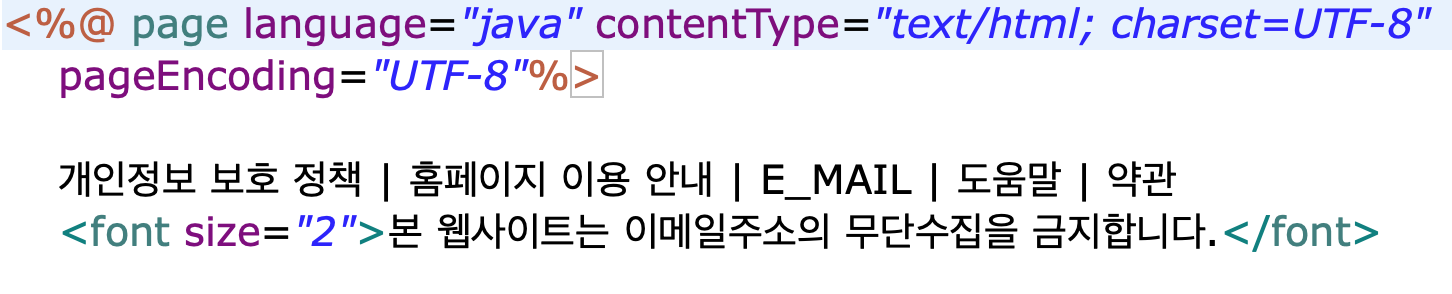 <%@ page language="java" contentType="text/html; charset=UTF-8"
pageEncoding="UTF-8"%>
개인정보 보호 정책 | 홈페이지 이용 안내 | E_MAIL | 도움말 | 약관
<font size="2">본 웹사이트는 이메일주소의 무단수집을 금지합니다.</font>